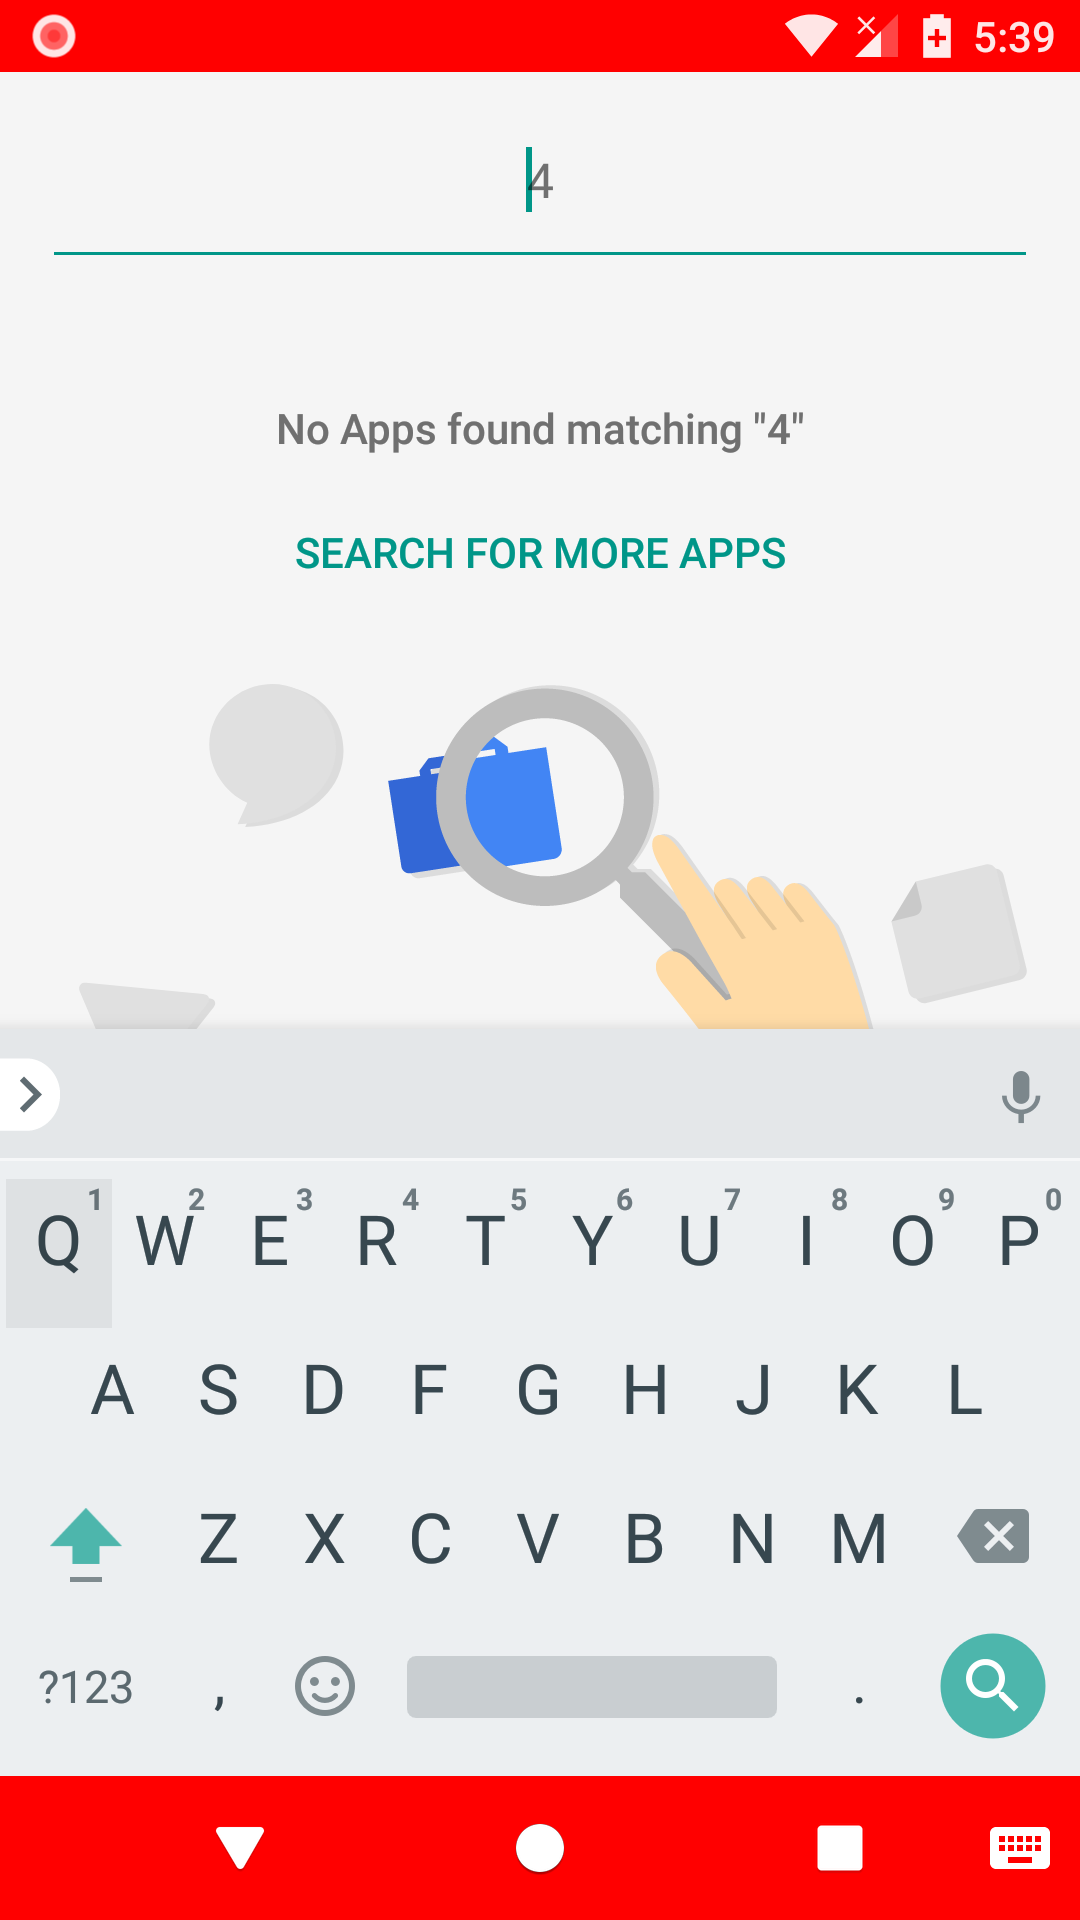 5:39
4
No Apps found matching "4"
SEARCH FOR MORE APPS
1 2 3 4 5 6 7 8 9 0
Q W E R T Y U I O P
A S D F G H J K L
Z X C V B N M
?123 , .